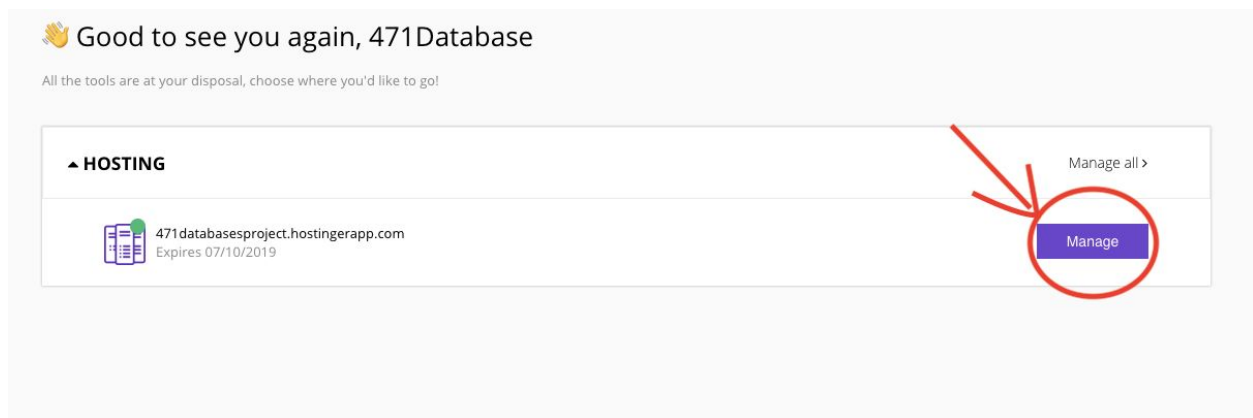 👋 Good to see you again, 471Database
All the tools are at your disposal, choose where you'd like to go!
HOSTING
Manage all >
471databasesproject.hostingerapp.com
Manage
Expires 07/10/2019